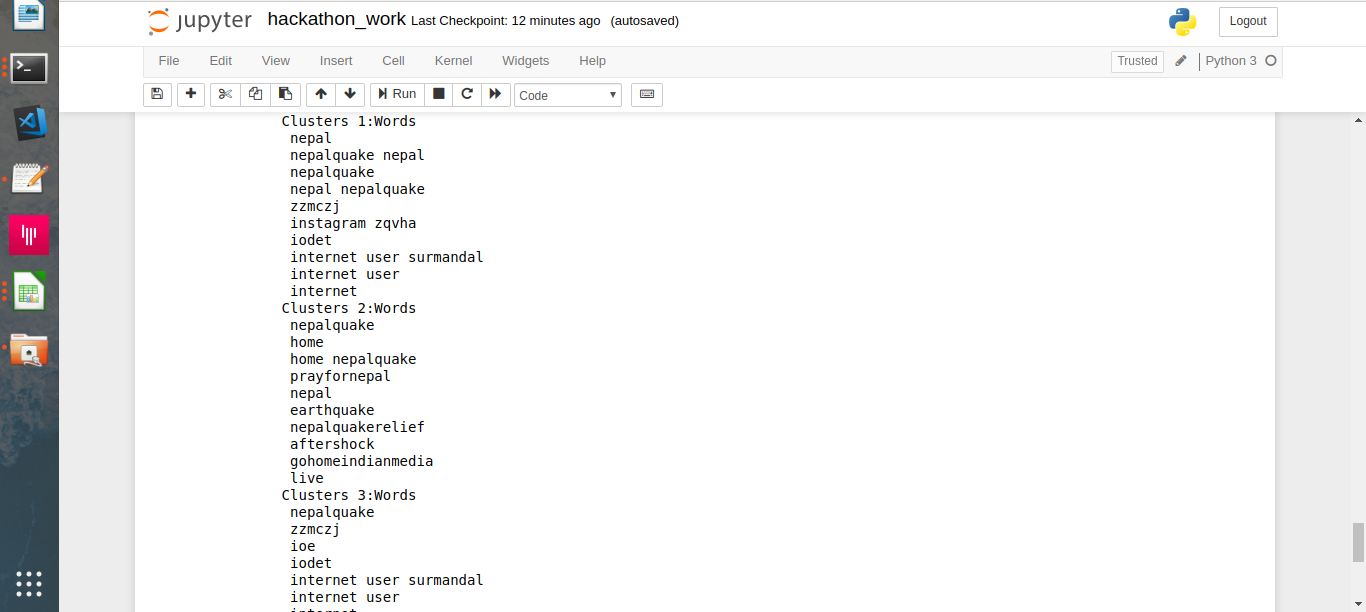 jupyter hackathon_work Last Checkpoint: 12 minutes ago (autosaved) Logout
File Edit View Insert Cell Kernel Widgets Help Trusted Python 3
Run Code
Clusters 1:Words
nepal
nepalquake nepal
nepalquake
nepal nepalquake
zzmczj
instagram zqvha
iodet
internet user surmandal
internet user
internet
Clusters 2:Words
nepalquake
home
home nepalquake
prayfornepal
nepal
earthquake
nepalquakerelief
aftershock
gohomeindianmedia
live
Clusters 3:Words
nepalquake
zzmczj
ioe
iodet
internet user surmandal
internet user